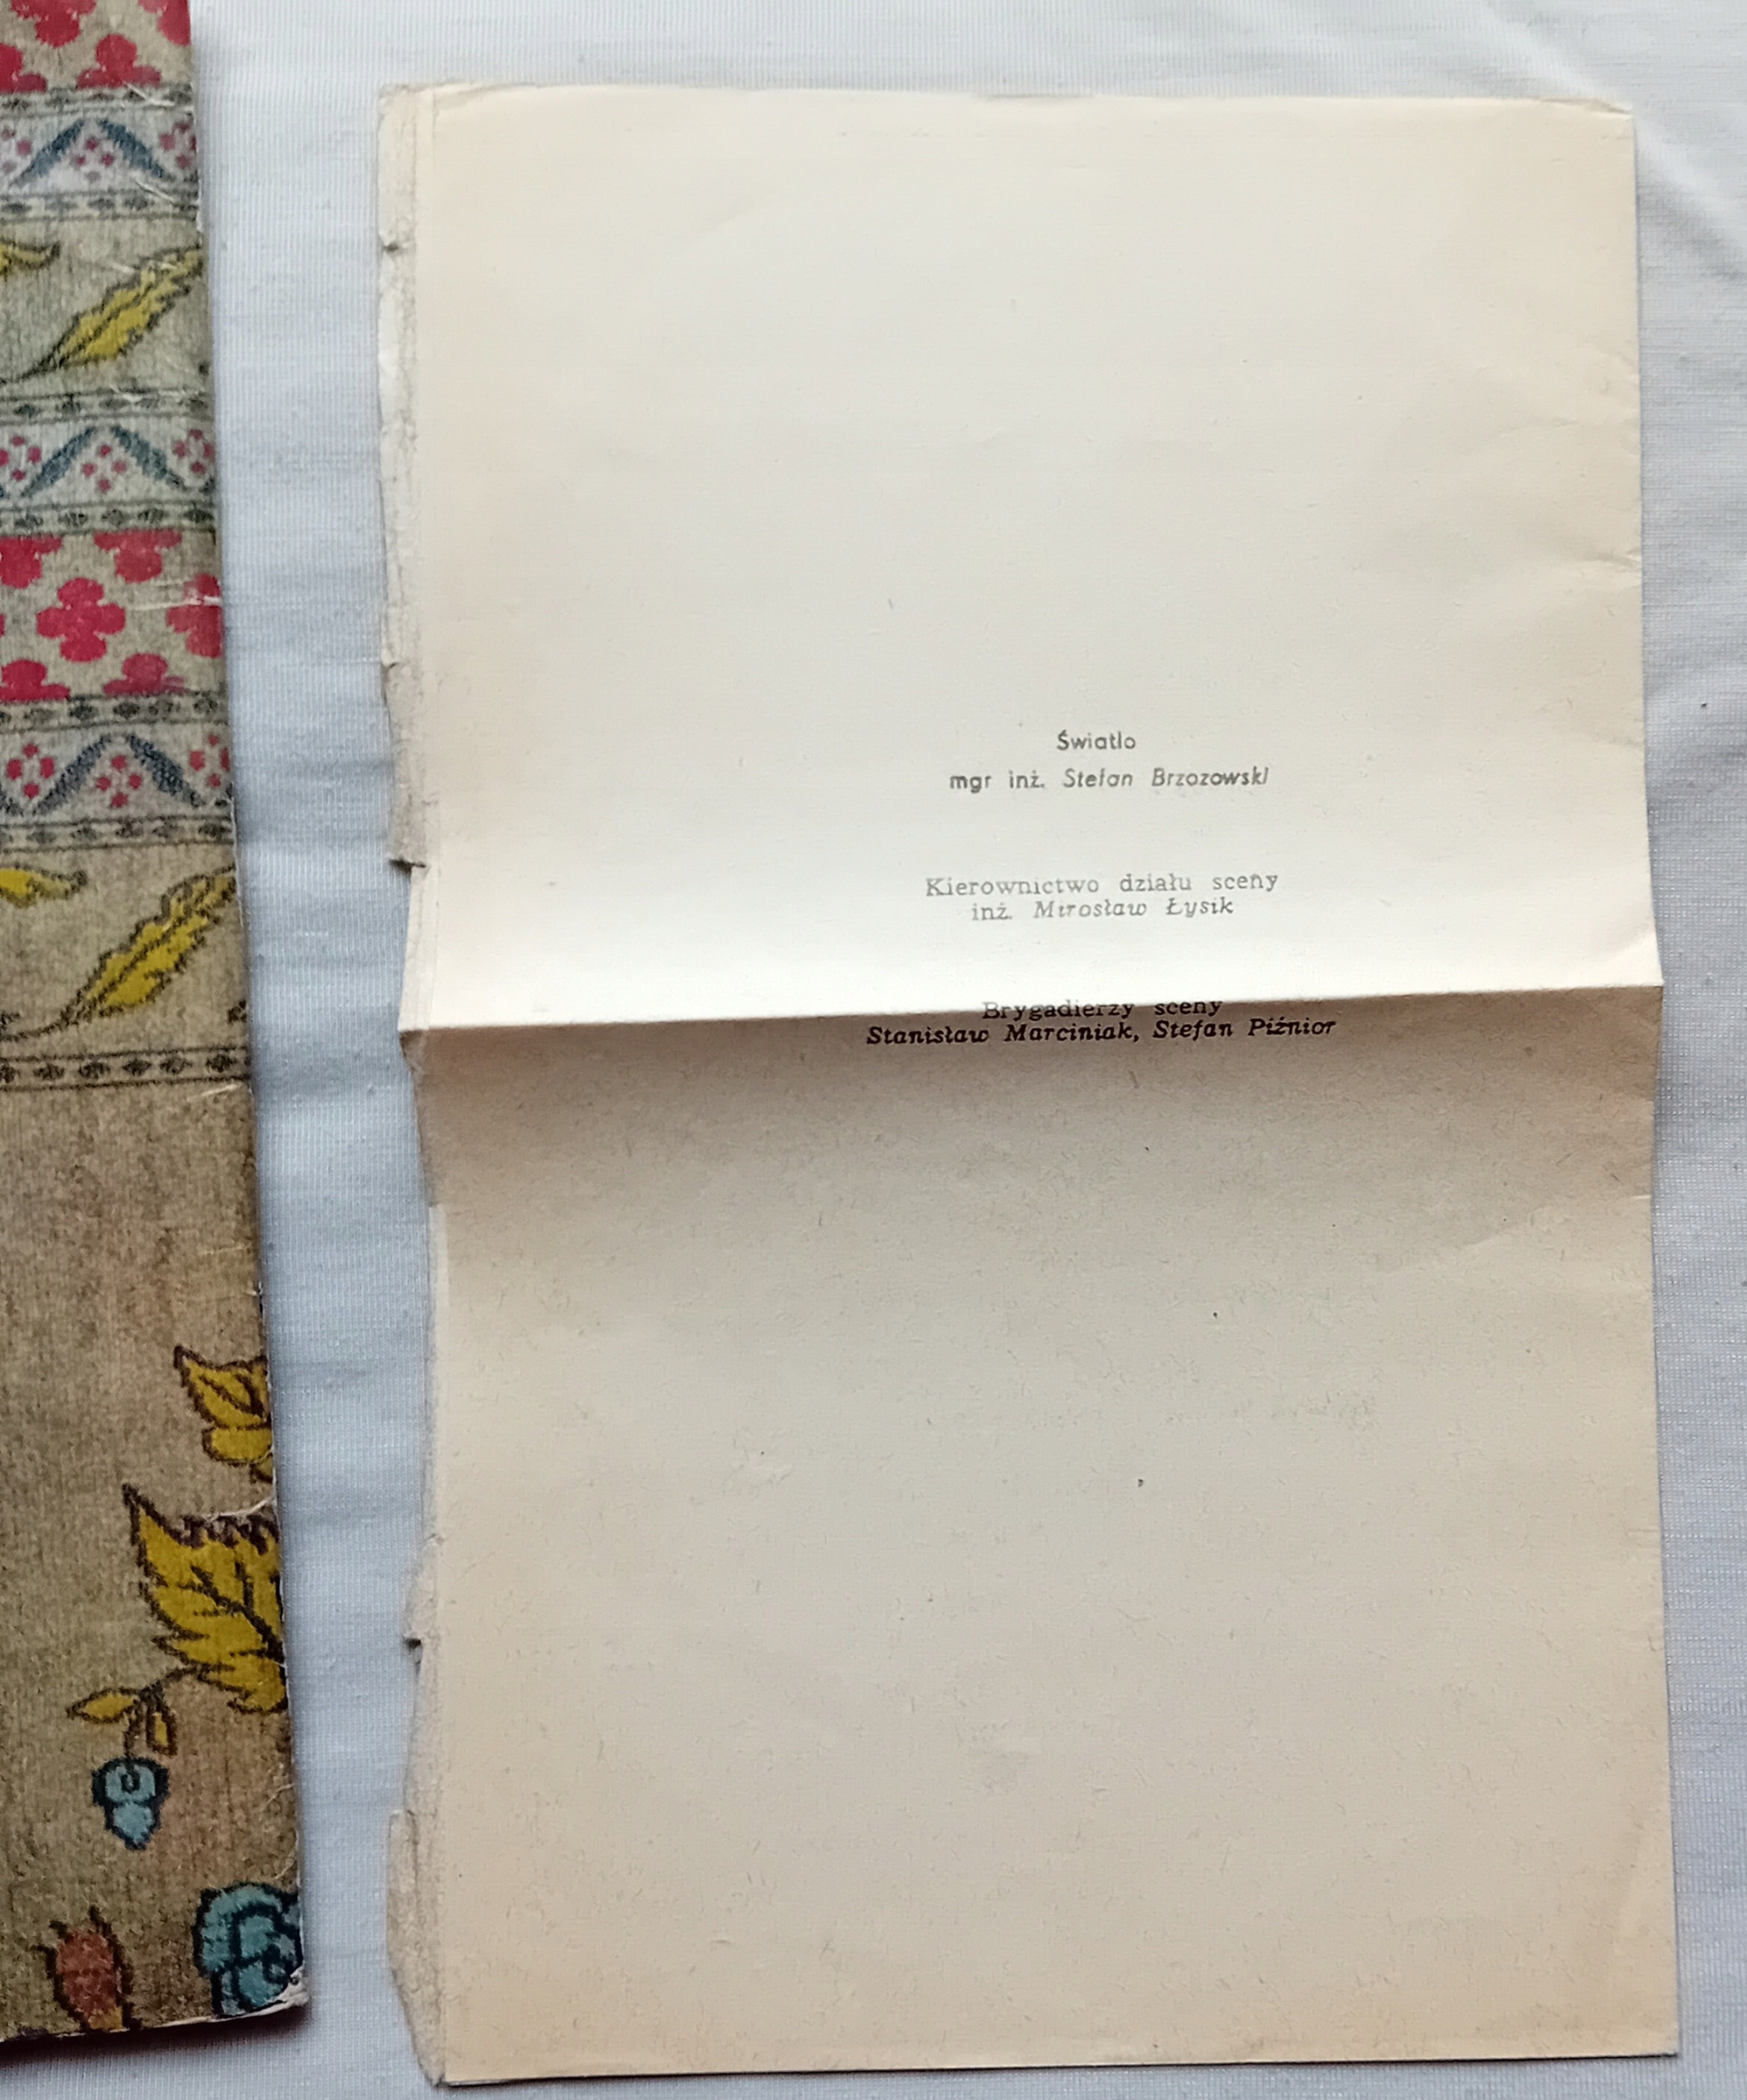 Światło
mgr inż. Stefan Brzozowski
Kierownictwo działu sceny
inż. Mirosław Łysik
Brygadierzy sceny
Stanisław Marciniak, Stefan Piźnior